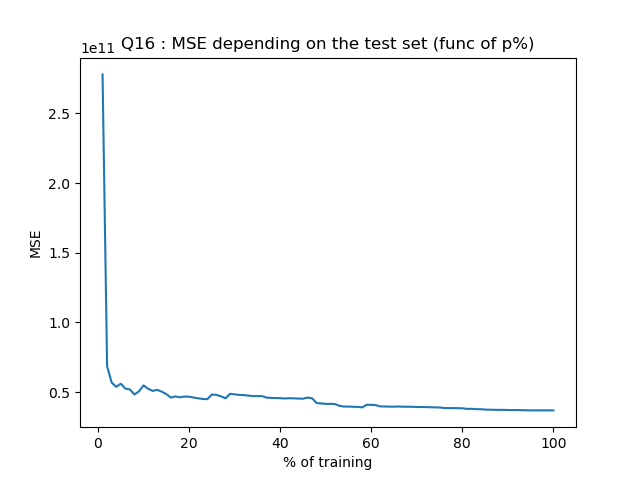 Q16 : MSE depending on the test set (func of p%)
1e11
2.5
2.0
1.5
1.0
0.5
MSE
0 20 40 60 80 100
% of training